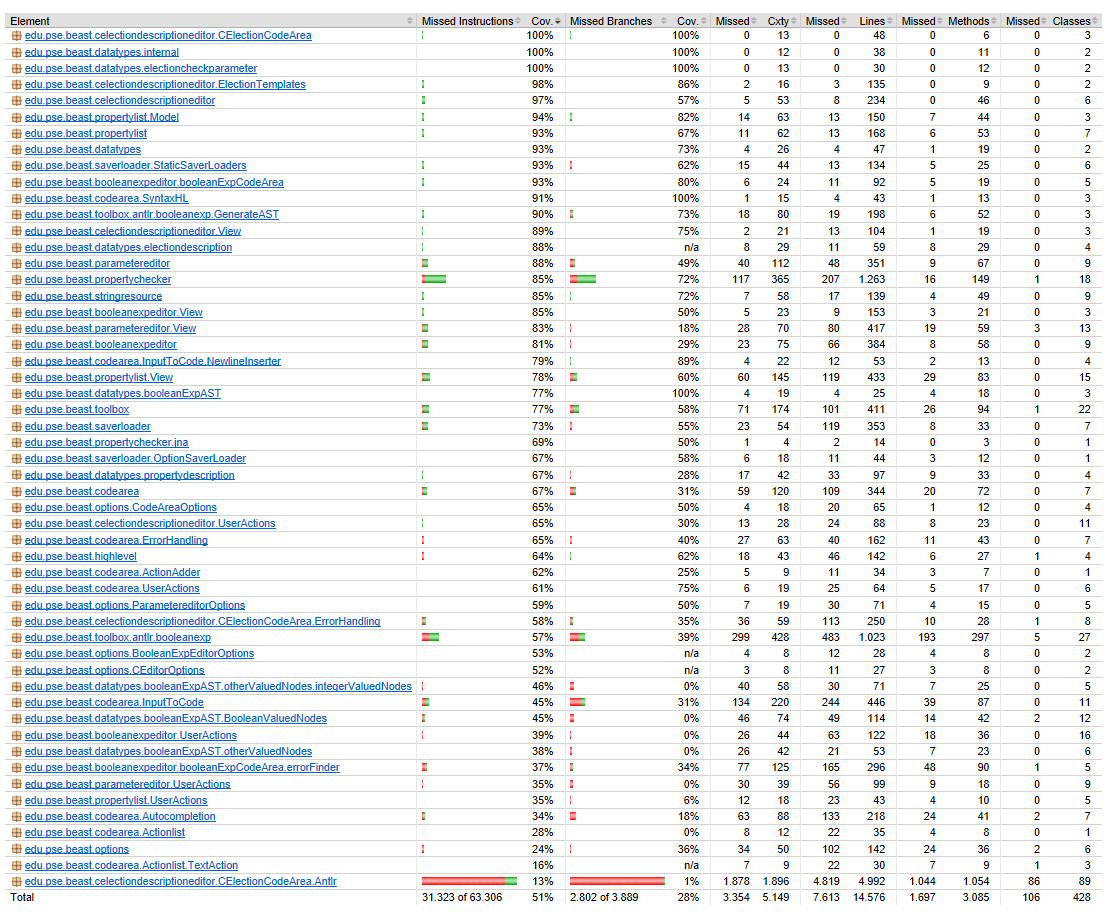 Element Missed Instructions Cov. Missed Branches Cov. Missed Cxty Missed Lines Missed Methods Missed Classes
edu.pse.beast.celectiondescriptioneditor.CElectionCodeArea 100% 100% 0 13 0 48 0 6 0 3
edu.pse.beast.datatypes.internal 100% 100% 0 12 0 38 0 11 0 2
edu.pse.beast.datatypes.electioncheckparameter 100% 100% 0 13 0 30 0 12 0 2
edu.pse.beast.celectiondescriptioneditor.ElectionTemplates 98% 86% 2 16 3 135 0 9 0 2
edu.pse.beast.celectiondescriptioneditor 97% 57% 5 53 8 234 0 46 0 6
edu.pse.beast.propertylist.Model 94% 82% 14 63 13 150 7 44 0 3
edu.pse.beast.propertylist 93% 67% 11 62 13 168 6 53 0 7
edu.pse.beast.datatypes 93% 73% 4 26 4 47 1 19 0 2
edu.pse.beast.saverloader.StaticSaverLoaders 93% 62% 15 44 13 134 5 25 0 6
edu.pse.beast.booleanexpeditor.booleanExpCodeArea 93% 80% 6 24 11 92 5 19 0 5
edu.pse.beast.codearea.SyntaxHL 91% 100% 1 15 4 43 1 13 0 3
edu.pse.beast.toolbox.antlr.booleanexp.GenerateAST 90% 73% 18 80 19 198 6 52 0 3
edu.pse.beast.celectiondescriptioneditor.View 89% 75% 2 21 13 104 1 19 0 3
edu.pse.beast.datatypes.electiondescription 88% n/a 8 29 11 59 8 29 0 4
edu.pse.beast.parametereditor 88% 49% 40 112 48 351 9 67 0 9
edu.pse.beast.propertychecker 85% 72% 117 365 207 1.263 16 149 1 18
edu.pse.beast.stringresource 85% 72% 7 58 17 139 4 49 0 9
edu.pse.beast.booleanexpeditor.View 85% 50% 5 23 9 153 3 21 0 3
edu.pse.beast.parametereditor.View 83% 18% 28 70 80 417 19 59 3 13
edu.pse.beast.booleanexpeditor 81% 29% 23 75 66 384 8 58 0 9
edu.pse.beast.codearea.InputToCode.NewlineInserter 79% 89% 4 22 12 53 2 13 0 4
edu.pse.beast.propertylist.View 78% 60% 60 145 119 433 29 83 0 15
edu.pse.beast.datatypes.booleanExpAST 77% 100% 4 19 4 25 4 18 0 3
edu.pse.beast.toolbox 77% 58% 71 174 101 411 26 94 1 22
edu.pse.beast.saverloader 73% 55% 23 54 119 353 8 33 0 7
edu.pse.beast.propertychecker.jna 69% 50% 1 4 2 14 0 3 0 1
edu.pse.beast.saverloader.OptionSaverLoader 67% 58% 6 18 11 44 3 12 0 1
edu.pse.beast.datatypes.propertydescription 67% 28% 17 42 33 97 9 33 0 4
edu.pse.beast.codearea 67% 31% 59 120 109 344 20 72 0 7
edu.pse.beast.options.CodeAreaOptions 65% 50% 4 18 20 65 1 12 0 4
edu.pse.beast.celectiondescriptioneditor.UserActions 65% 30% 13 28 24 88 8 23 0 11
edu.pse.beast.codearea.ErrorHandling 65% 40% 27 63 40 162 11 43 0 7
edu.pse.beast.highlevel 64% 62% 18 43 46 142 6 27 1 4
edu.pse.beast.codearea.ActionAdder 62% 25% 5 9 11 34 3 7 0 1
edu.pse.beast.codearea.UserActions 61% 75% 6 19 25 64 5 17 0 6
edu.pse.beast.options.ParametereditorOptions 59% 50% 7 19 30 71 4 15 0 5
edu.pse.beast.celectiondescriptioneditor.CElectionCodeArea.ErrorHandling 58% 35% 36 59 113 250 10 28 1 8
edu.pse.beast.toolbox.antlr.booleanexp 57% 39% 299 428 483 1.023 193 297 5 27
edu.pse.beast.options.BooleanExpEditorOptions 53% n/a 4 8 12 28 4 8 0 2
edu.pse.beast.options.CEditorOptions 52% n/a 3 8 11 27 3 8 0 2
edu.pse.beast.datatypes.booleanExpAST.otherValuedNodes.integerValuedNodes 46% 0% 40 58 30 71 7 25 0 5
edu.pse.beast.codearea.InputToCode 45% 31% 134 220 244 446 39 87 0 11
edu.pse.beast.datatypes.booleanExpAST.BooleanValuedNodes 45% 0% 46 74 49 114 14 42 2 12
edu.pse.beast.booleanexpeditor.UserActions 39% 0% 26 44 63 122 18 36 0 16
edu.pse.beast.datatypes.booleanExpAST.otherValuedNodes 38% 0% 26 42 21 53 7 23 0 6
edu.pse.beast.booleanexpeditor.booleanExpCodeArea.errorFinder 37% 34% 77 125 165 296 48 90 1 5
edu.pse.beast.parametereditor.UserActions 35% 0% 30 39 56 99 9 18 0 9
edu.pse.beast.propertylist.UserActions 35% 6% 12 18 23 43 4 10 0 5
edu.pse.beast.codearea.Autocompletion 34% 18% 63 88 133 218 24 41 2 7
edu.pse.beast.codearea.Actionlist 28% 0% 8 12 22 35 4 8 0 1
edu.pse.beast.options 24% 36% 34 50 102 142 24 36 2 6
edu.pse.beast.codearea.Actionlist.TextAction 16% n/a 7 9 22 30 7 9 1 3
edu.pse.beast.celectiondescriptioneditor.CElectionCodeArea.Antlr 13% 1% 1.878 1.896 4.819 4.992 1.044 1.054 86 89
Total 31.323 of 63.306 51% 2.802 of 3.889 28% 3.354 5.149 7.613 14.576 1.697 3.085 106 428